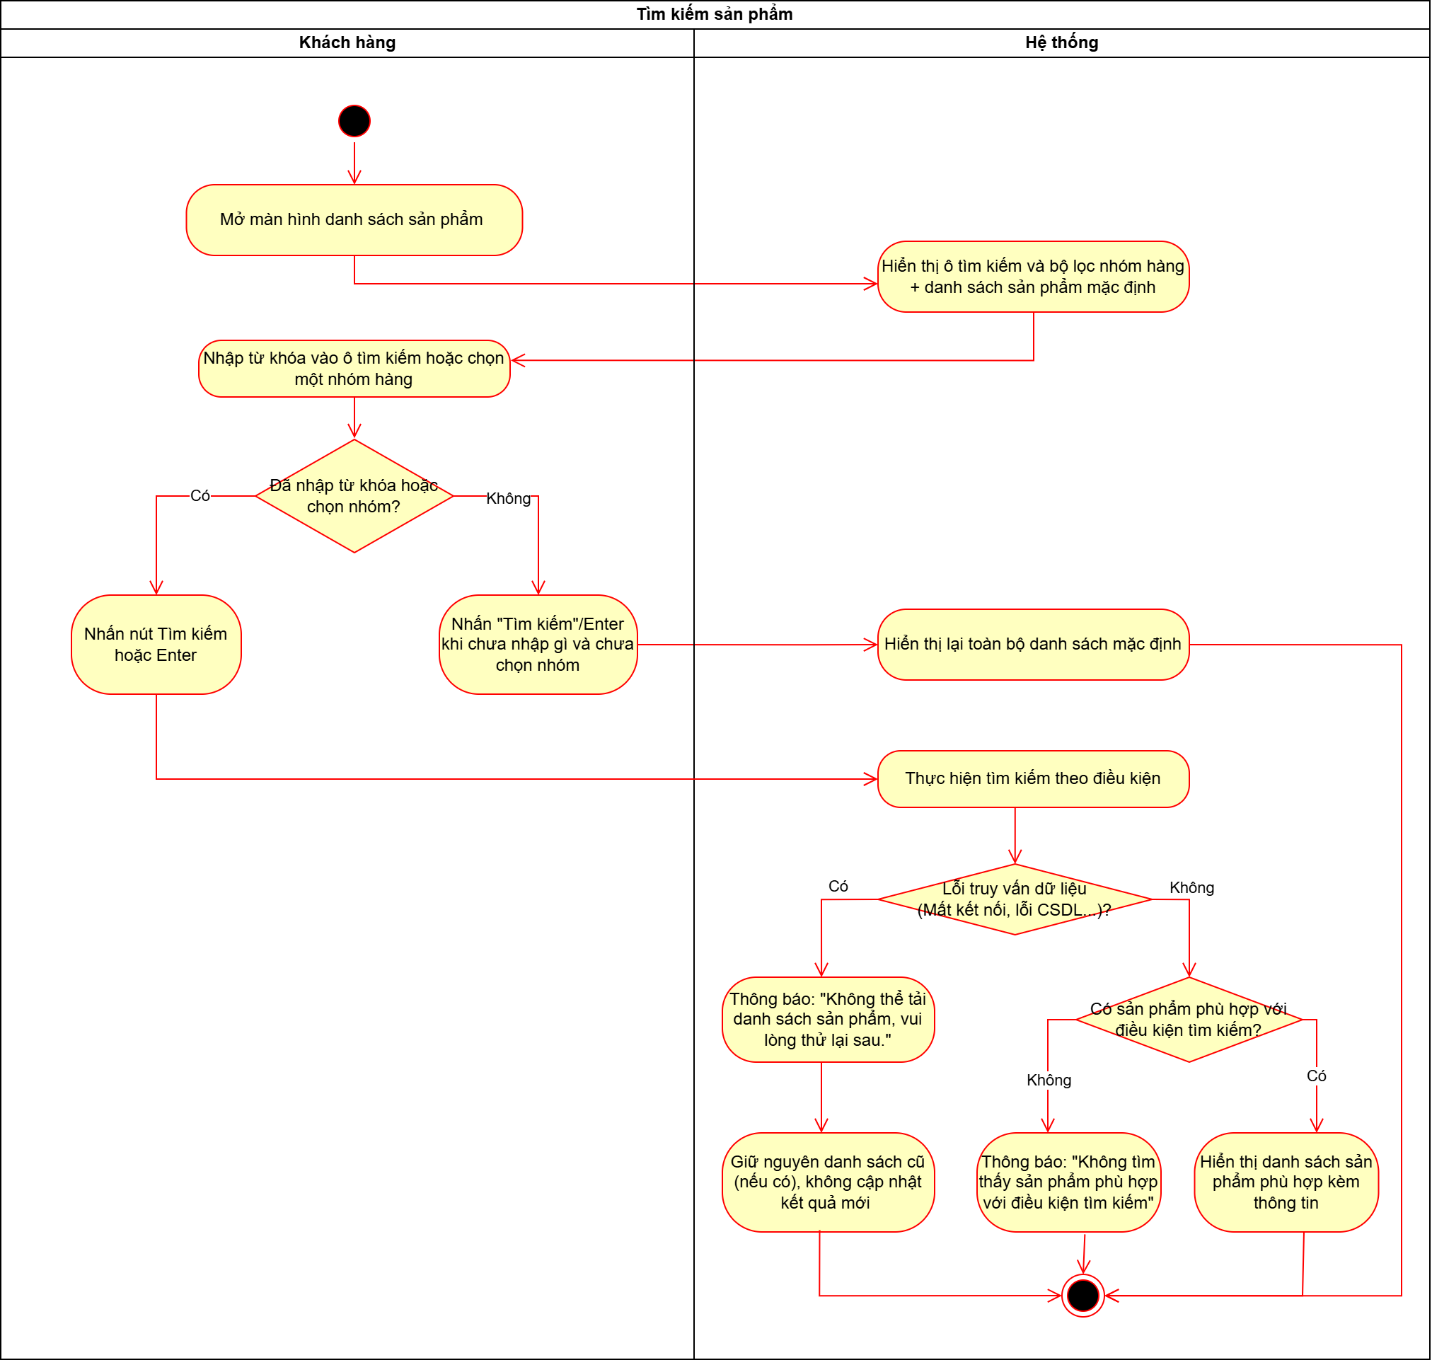 Tìm kiếm sản phẩm
Khách hàng
Hệ thống
Mở màn hình danh sách sản phẩm
Hiển thị ô tìm kiếm và bộ lọc nhóm hàng
+ danh sách sản phẩm mặc định
Nhập từ khóa vào ô tìm kiếm hoặc chọn
một nhóm hàng
Đã nhập từ khóa hoặc
chọn nhóm?
Có
Không
Nhấn nút Tìm kiếm
hoặc Enter
Nhấn "Tìm kiếm"/Enter
khi chưa nhập gì và chưa
chọn nhóm
Hiển thị lại toàn bộ danh sách mặc định
Thực hiện tìm kiếm theo điều kiện
Lỗi truy vấn dữ liệu
(Mất kết nối, lỗi CSDL...)?
Có
Không
Thông báo: "Không thể tải
danh sách sản phẩm, vui
lòng thử lại sau."
Có sản phẩm phù hợp với
điều kiện tìm kiếm?
Không
Có
Giữ nguyên danh sách cũ
(nếu có), không cập nhật
kết quả mới
Thông báo: "Không tìm
thấy sản phẩm phù hợp
với điều kiện tìm kiếm"
Hiển thị danh sách sản
phẩm phù hợp kèm
thông tin